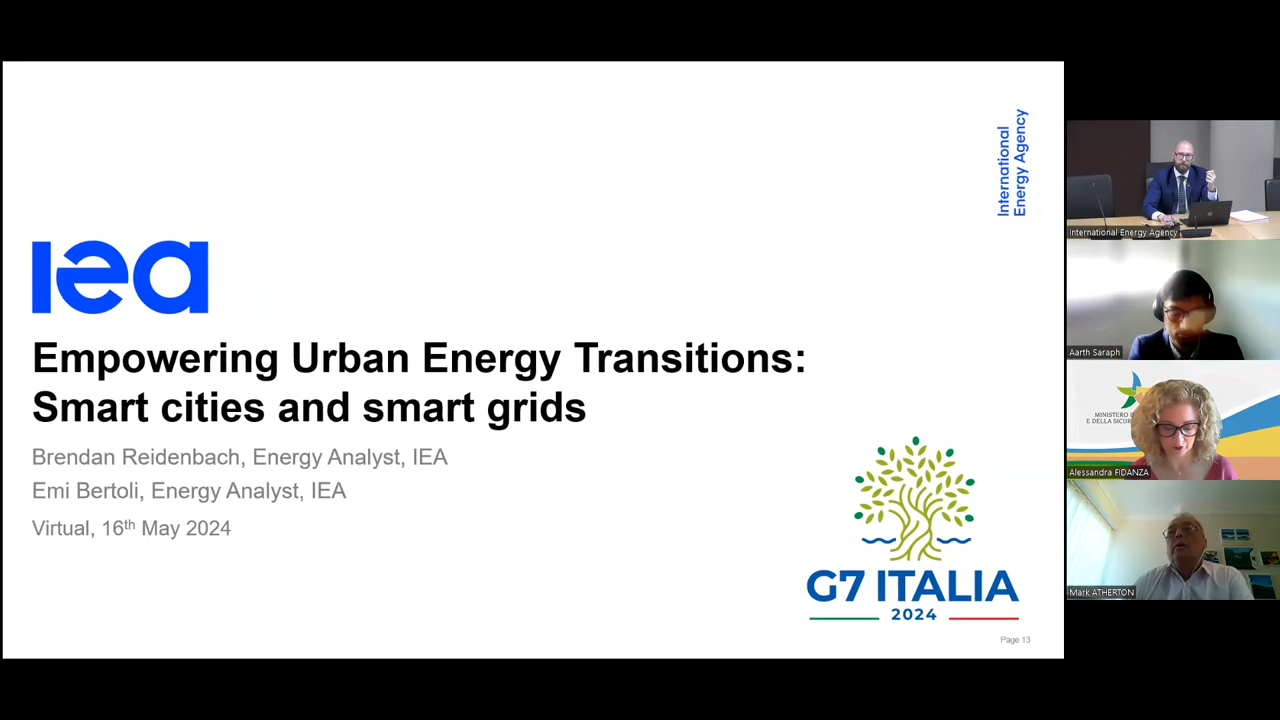 International
Energy Agency
iea
Empowering Urban Energy Transitions:
Smart cities and smart grids
Brendan Reidenbach, Energy Analyst, IEA
Emi Bertoli, Energy Analyst, IEA
Virtual, 16th May 2024
G7 ITALIA
2024
Page 13
International Energy Agency
Aarth Saraph
MINISTERO
E DELLA
Alessandra FIDANZA
Mark ATHERTON